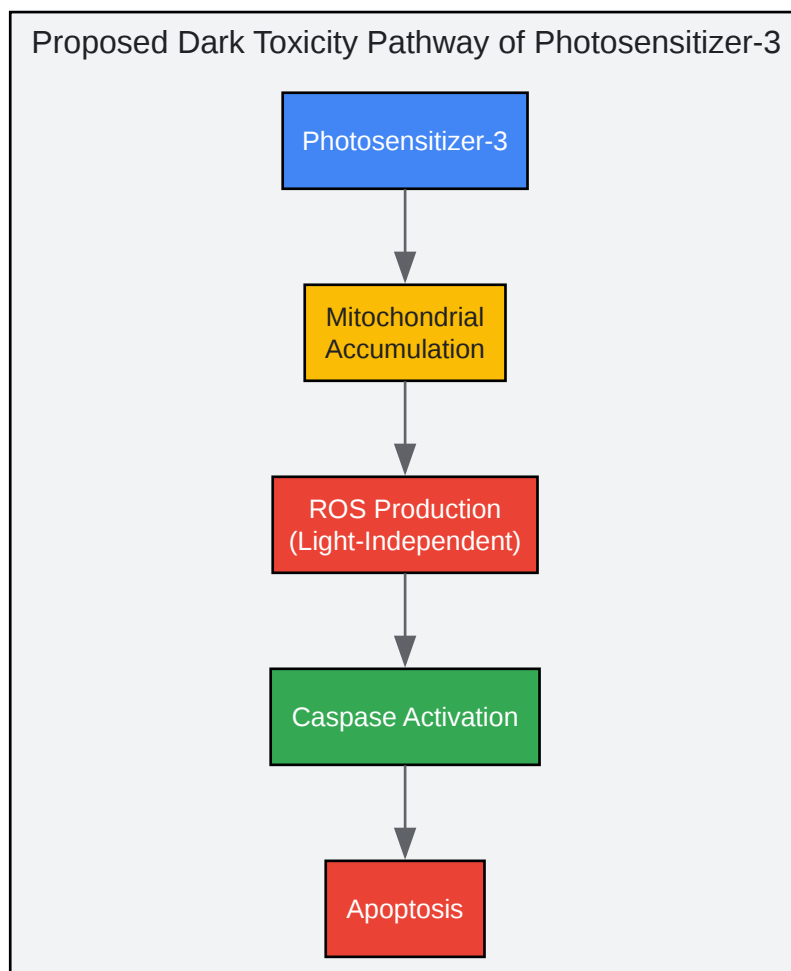 Proposed Dark Toxicity Pathway of Photosensitizer-3
Photosensitizer-3
Mitochondrial
Accumulation
ROS Production
(Light-Independent)
Caspase Activation
Apoptosis